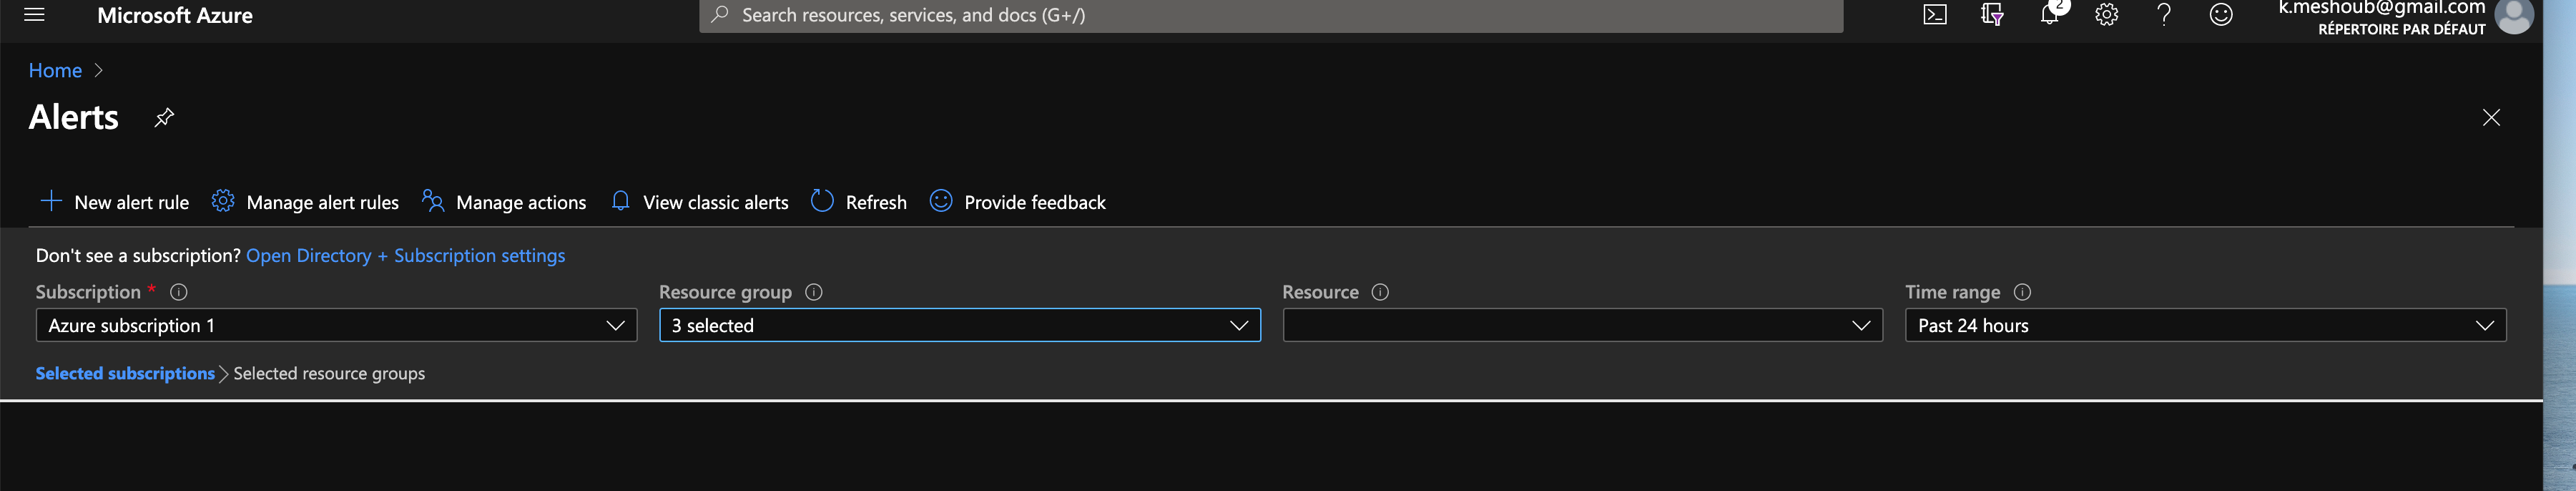 Microsoft Azure
Search resources, services, and docs (G+/)
2
k.meshoub@gmail.com
RÉPERTOIRE PAR DÉFAUT
Home
Alerts
New alert rule
Manage alert rules
Manage actions
View classic alerts
Refresh
Provide feedback
Don't see a subscription? Open Directory + Subscription settings
Subscription *
Resource group
Resource
Time range
Azure subscription 1
3 selected
Past 24 hours
Selected subscriptions > Selected resource groups